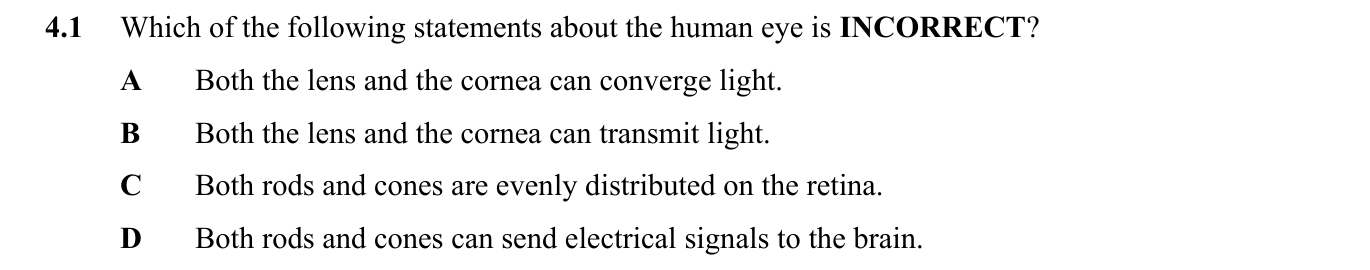 4.1 Which of the following statements about the human eye is INCORRECT?
A Both the lens and the cornea can converge light.
B Both the lens and the cornea can transmit light.
C Both rods and cones are evenly distributed on the retina.
D Both rods and cones can send electrical signals to the brain.